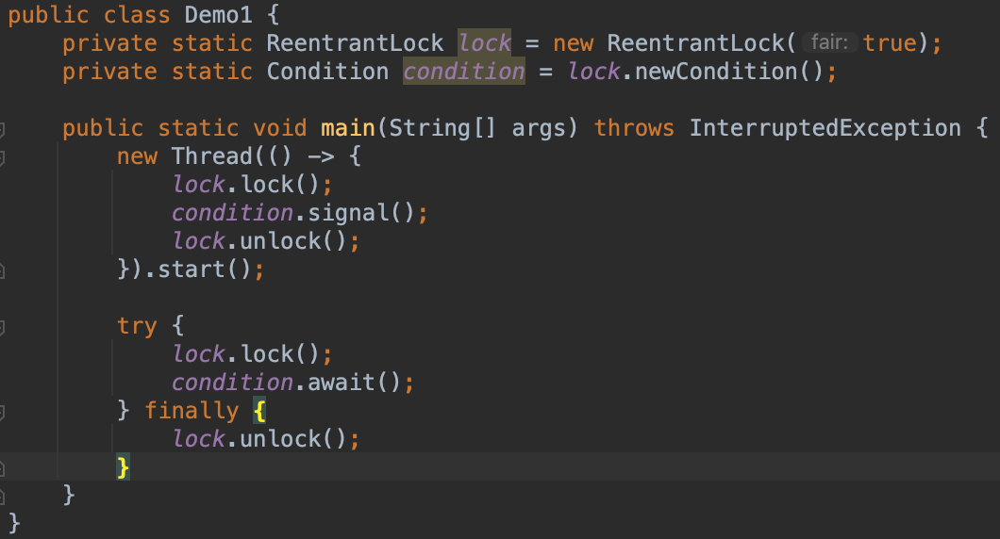 public class Demo1 {
    private static ReentrantLock lock = new ReentrantLock( fair: true);
    private static Condition condition = lock.newCondition();

    public static void main(String[] args) throws InterruptedException {
        new Thread(() -> {
            lock.lock();
            condition.signal();
            lock.unlock();
        }).start();

        try {
            lock.lock();
            condition.await();
        } finally {
            lock.unlock();
        }
    }
}